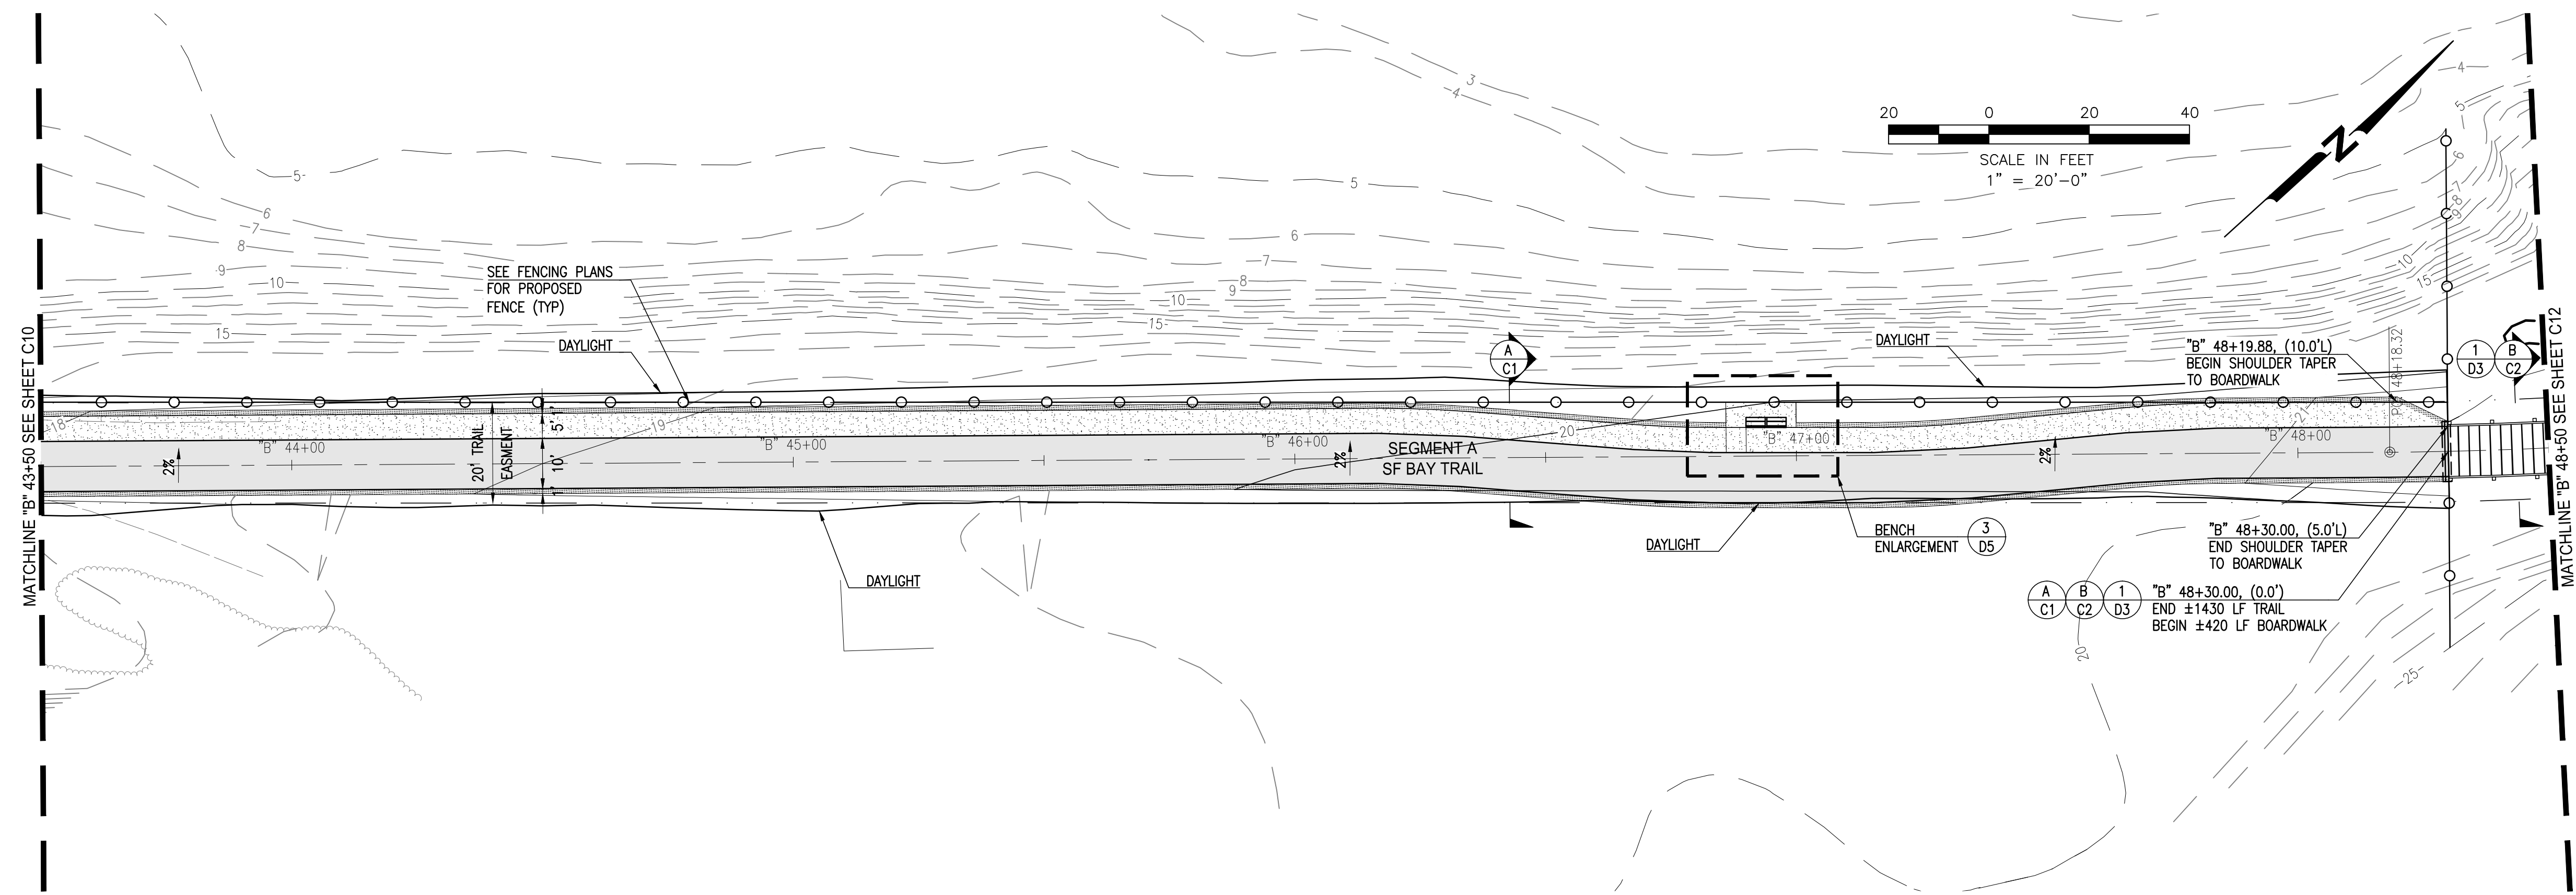 MATCHLINE "B" 43+50 SEE SHEET C10
20 0 20 40
SCALE IN FEET
1" = 20'-0"
N
3
4
4
5
5
5
6
6
6
7
7
7
8
8
8
9
9
9
10
10
10
10
15
15
15
SEE FENCING PLANS
FOR PROPOSED
FENCE (TYP)
DAYLIGHT
A
C1
DAYLIGHT
"B" 48+19.88, (10.0'L)
BEGIN SHOULDER TAPER
TO BOARDWALK
48+18.32
1
D3
B
C2
18
19
20
21
"B" 44+00
"B" 45+00
"B" 46+00
"B" 47+00
"B" 48+00
2%
2%
2%
20' TRAIL
EASMENT
1'
5'
10'
1'
SEGMENT A
SF BAY TRAIL
DAYLIGHT
DAYLIGHT
BENCH
ENLARGEMENT
3
D5
"B" 48+30.00, (5.0'L)
END SHOULDER TAPER
TO BOARDWALK
A
C1
B
C2
1
D3
"B" 48+30.00, (0.0')
END ±1430 LF TRAIL
BEGIN ±420 LF BOARDWALK
20
25
MATCHLINE "B" 48+50 SEE SHEET C12